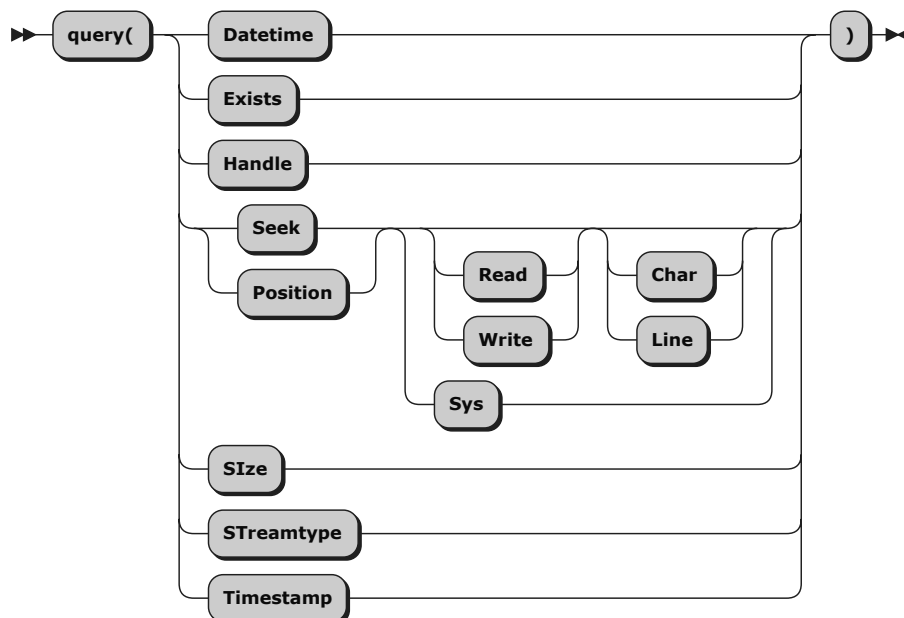 query( Datetime )
Exists
Handle
Seek
Position
Read Char
Write Line
Sys
SIze
STreamtype
Timestamp